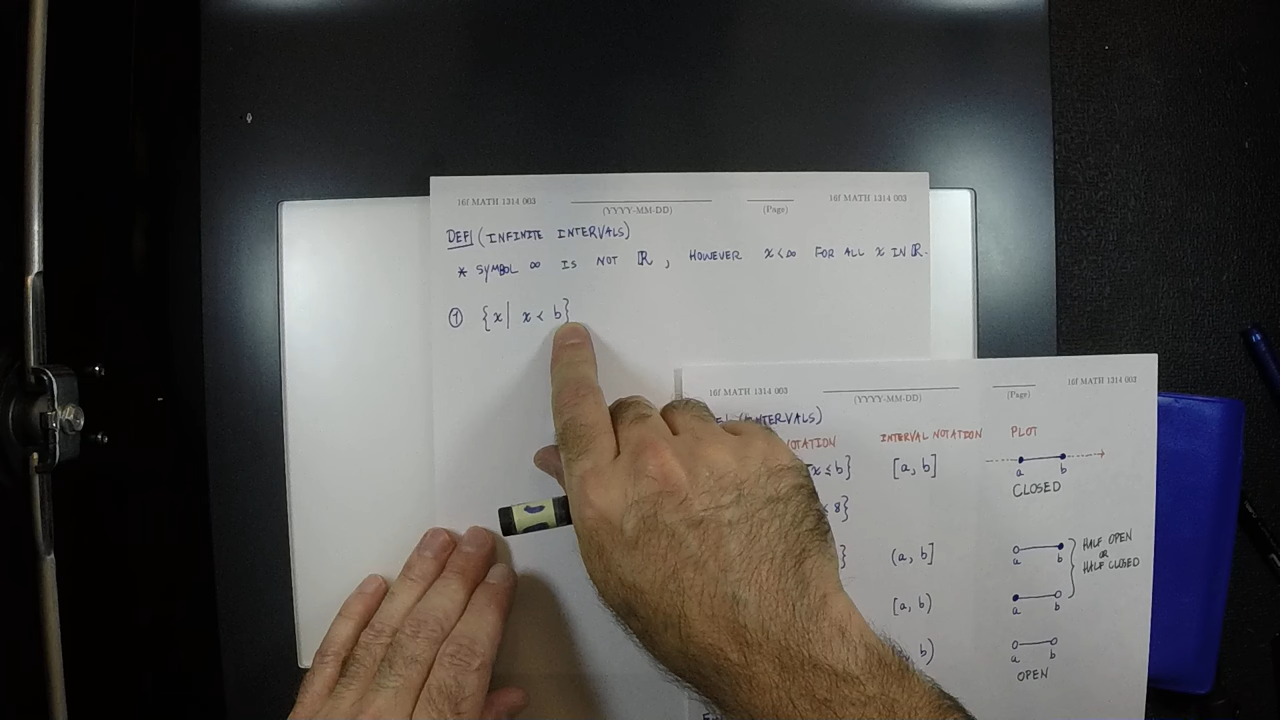 16f MATH 1314 003 (YYYY-MM-DD) (Page) 16f MATH 1314 003
DEF (INFINITE INTERVALS)
* SYMBOL ∞ IS NOT ℝ, HOWEVER x<∞ FOR ALL x IN ℝ.
① {x| x < b}
16f MATH 1314 003 (YYYY-MM-DD) (Page) 16f MATH 1314 003
INTERVALS)
NOTATION INTERVAL NOTATION PLOT
x ≤ b} [a, b] a b
CLOSED
8}
} (a, b] a b HALF OPEN
OR
HALF CLOSED
[a, b) a b
b) a b
OPEN